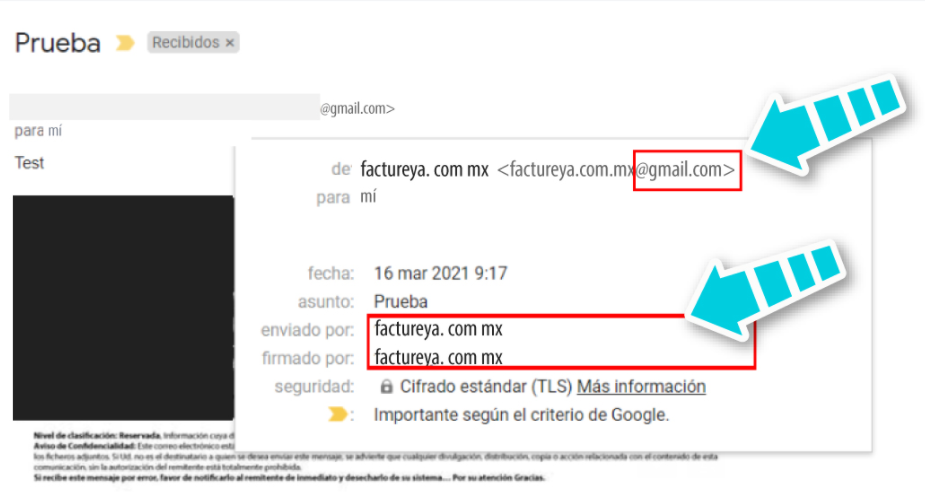 Prueba Recibidos ×
@gmail.com>
para mí
Test
de factureya. com mx <factureya.com.mx@gmail.com>
para mí
fecha: 16 mar 2021 9:17
asunto: Prueba
enviado por: factureya. com mx
firmado por: factureya. com mx
seguridad: Cifrado estándar (TLS) Más información
: Importante según el criterio de Google.
Nivel de clasificación: Reservada, Información cuya d
Aviso de Confidencialidad: Este correo electrónico está
los ficheros adjuntos. Si Ud. no es el destinatario a quien se desea enviar este mensaje, se advierte que cualquier divulgación, distribución, copia o acción relacionada con el contenido de esta
comunicación, sin la autorización del remitente está totalmente prohibida.
Si recibe este mensaje por error, favor de notificarlo al remitente de inmediato y desecharlo de su sistema... Por su atención Gracias.